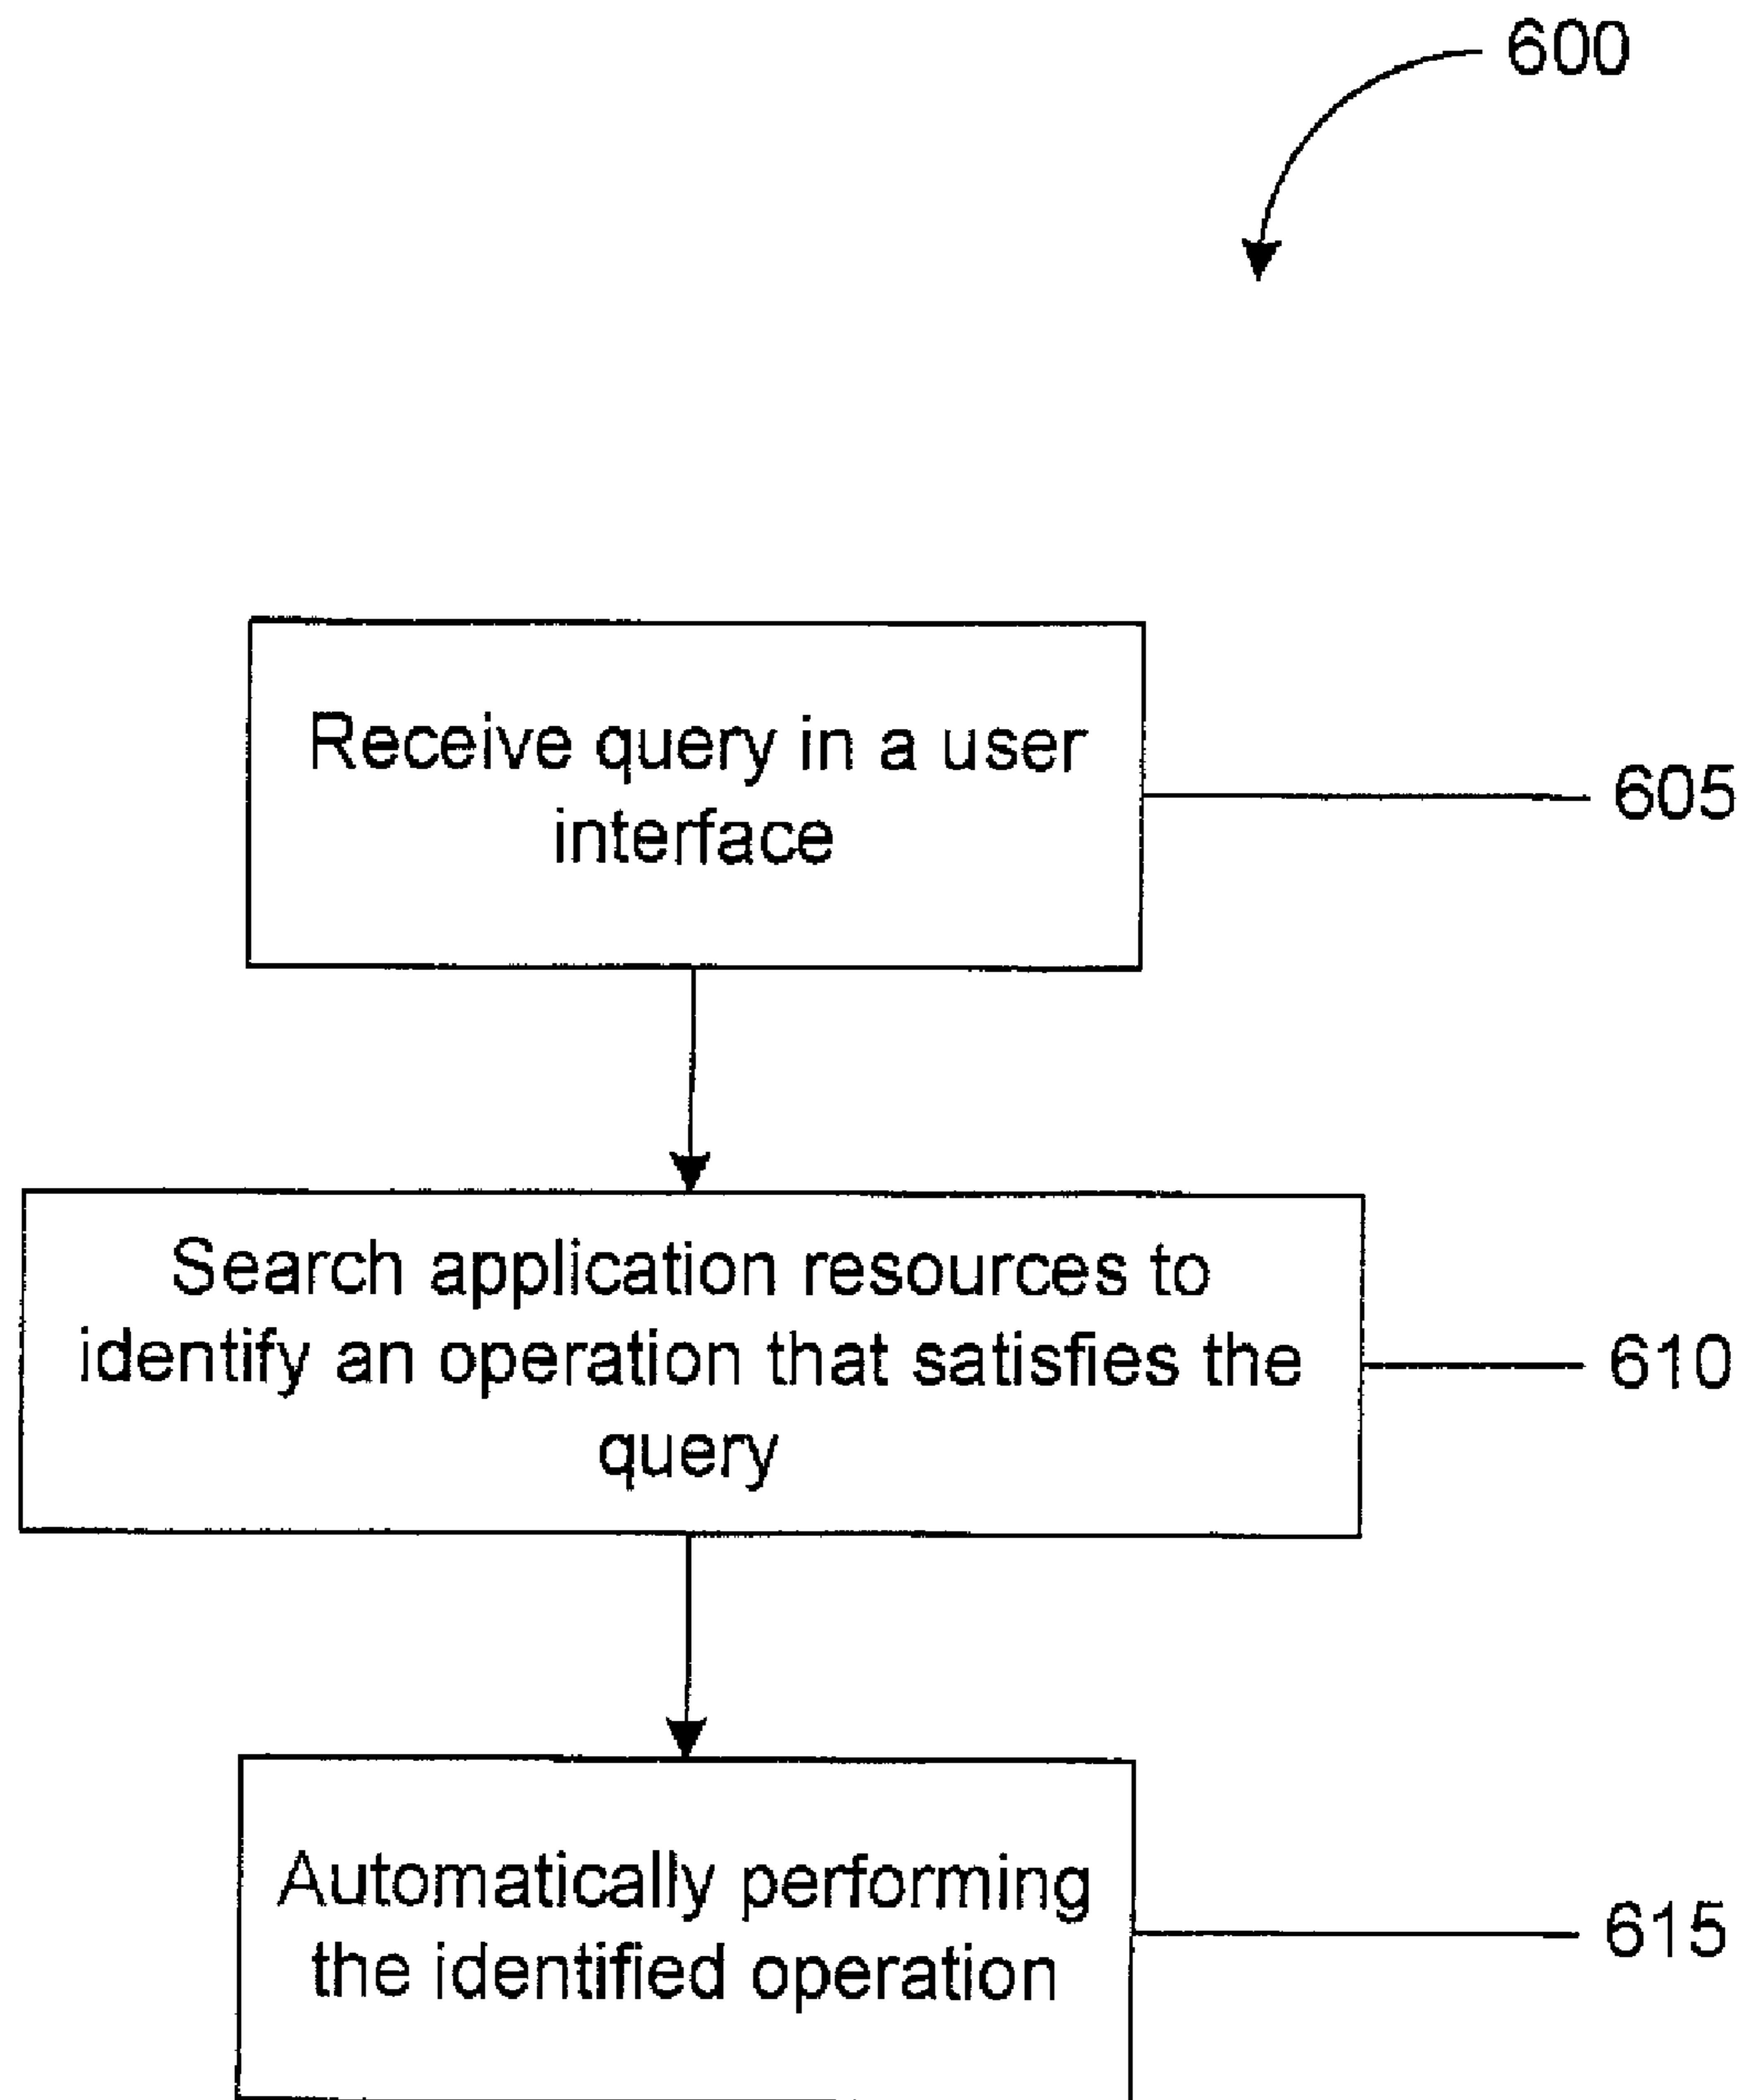 600
Receive query in a user
interface
605
Search application resources to
identify an operation that satisfies the
query
610
Automatically performing
the identified operation
615